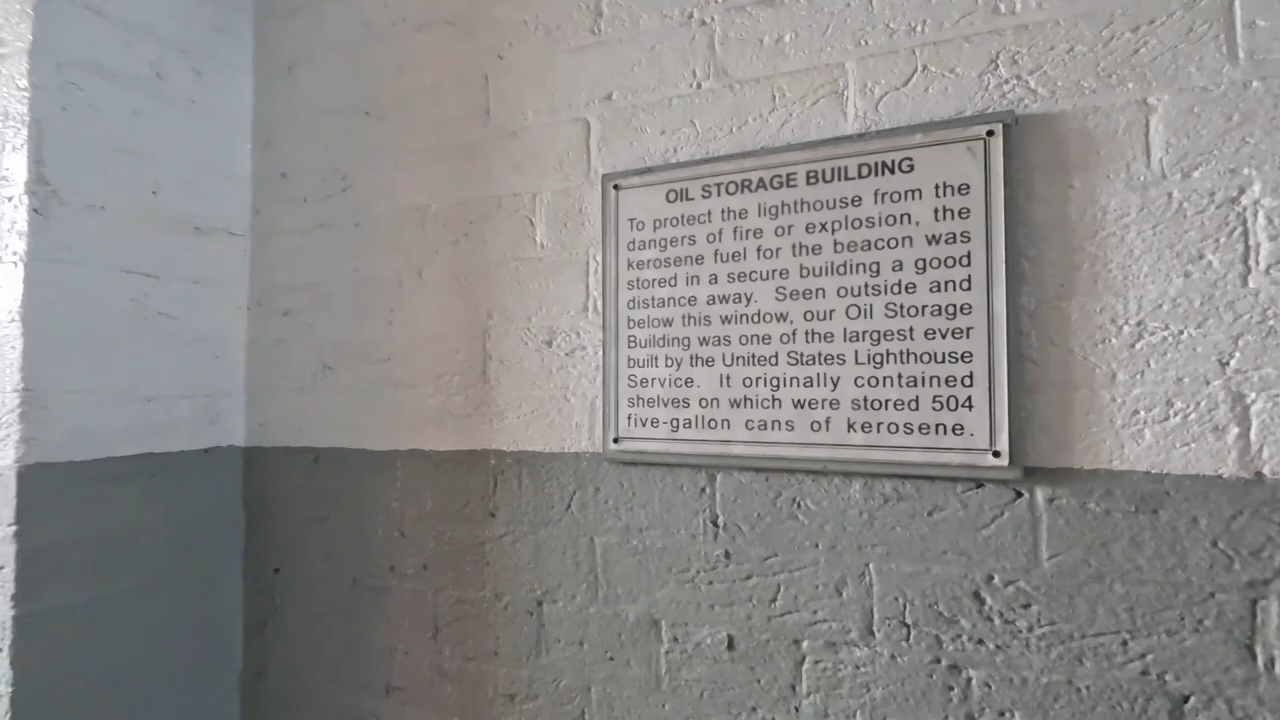 OIL STORAGE BUILDING
To protect the lighthouse from the
dangers of fire or explosion, the
kerosene fuel for the beacon was
stored in a secure building a good
distance away. Seen outside and
below this window, our Oil Storage
Building was one of the largest ever
built by the United States Lighthouse
Service. It originally contained
shelves on which were stored 504
five-gallon cans of kerosene.